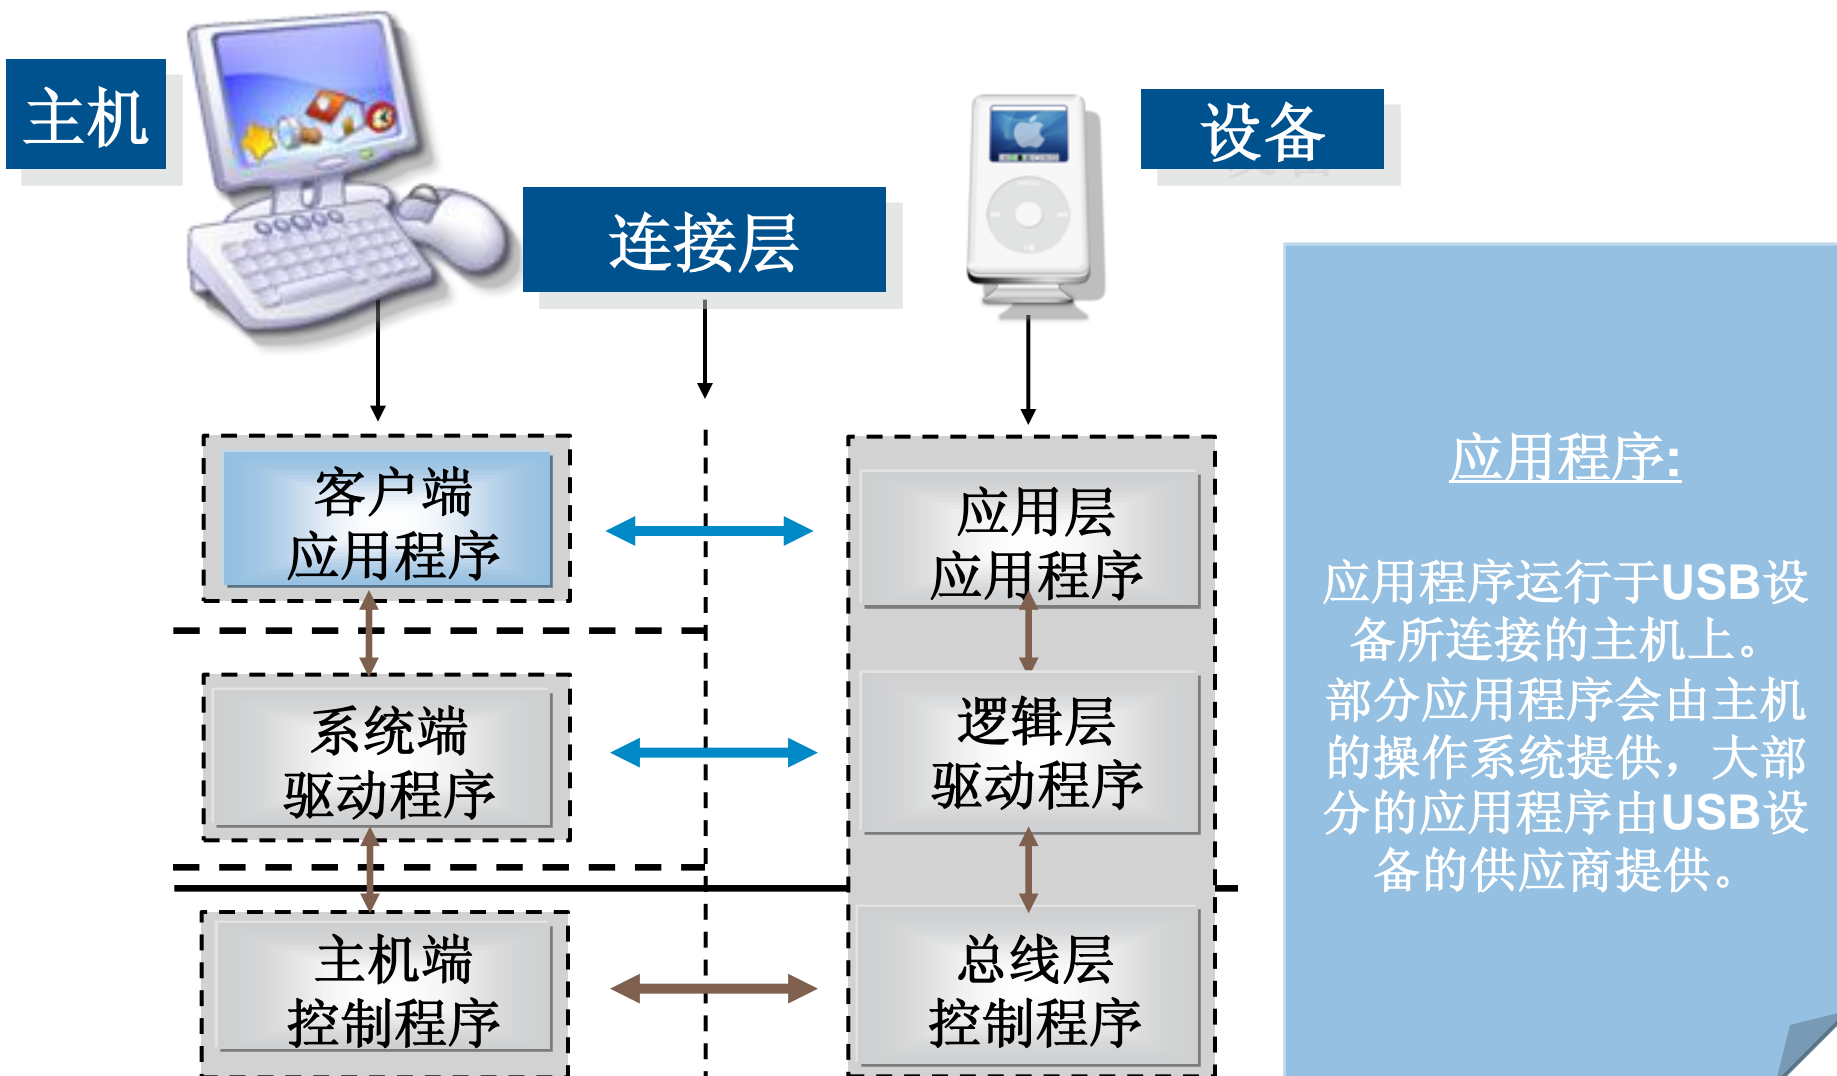 主机
设备
连接层
客户端
应用程序
应用层
应用程序
系统端
驱动程序
逻辑层
驱动程序
主机端
控制程序
总线层
控制程序
应用程序:
应用程序运行于USB设
备所连接的主机上。
部分应用程序会由主机
的操作系统提供，大部
分的应用程序由USB设
备的供应商提供。